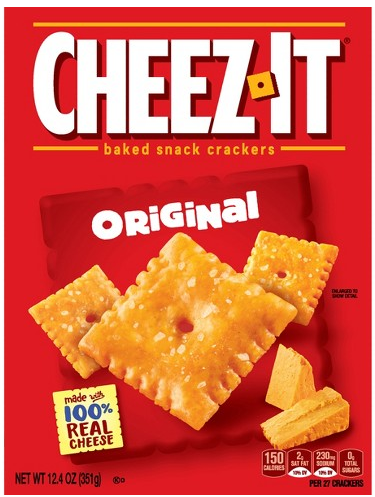 CHEEZ-IT®
baked snack crackers
ORIGINAL
ENLARGED TO
SHOW DETAIL
made with
100%
REAL
CHEESE
150
CALORIES
2g
SAT FAT
10% DV
230mg
SODIUM
10% DV
0g
TOTAL
SUGARS
NET WT 12.4 OZ (351g)
PER 27 CRACKERS